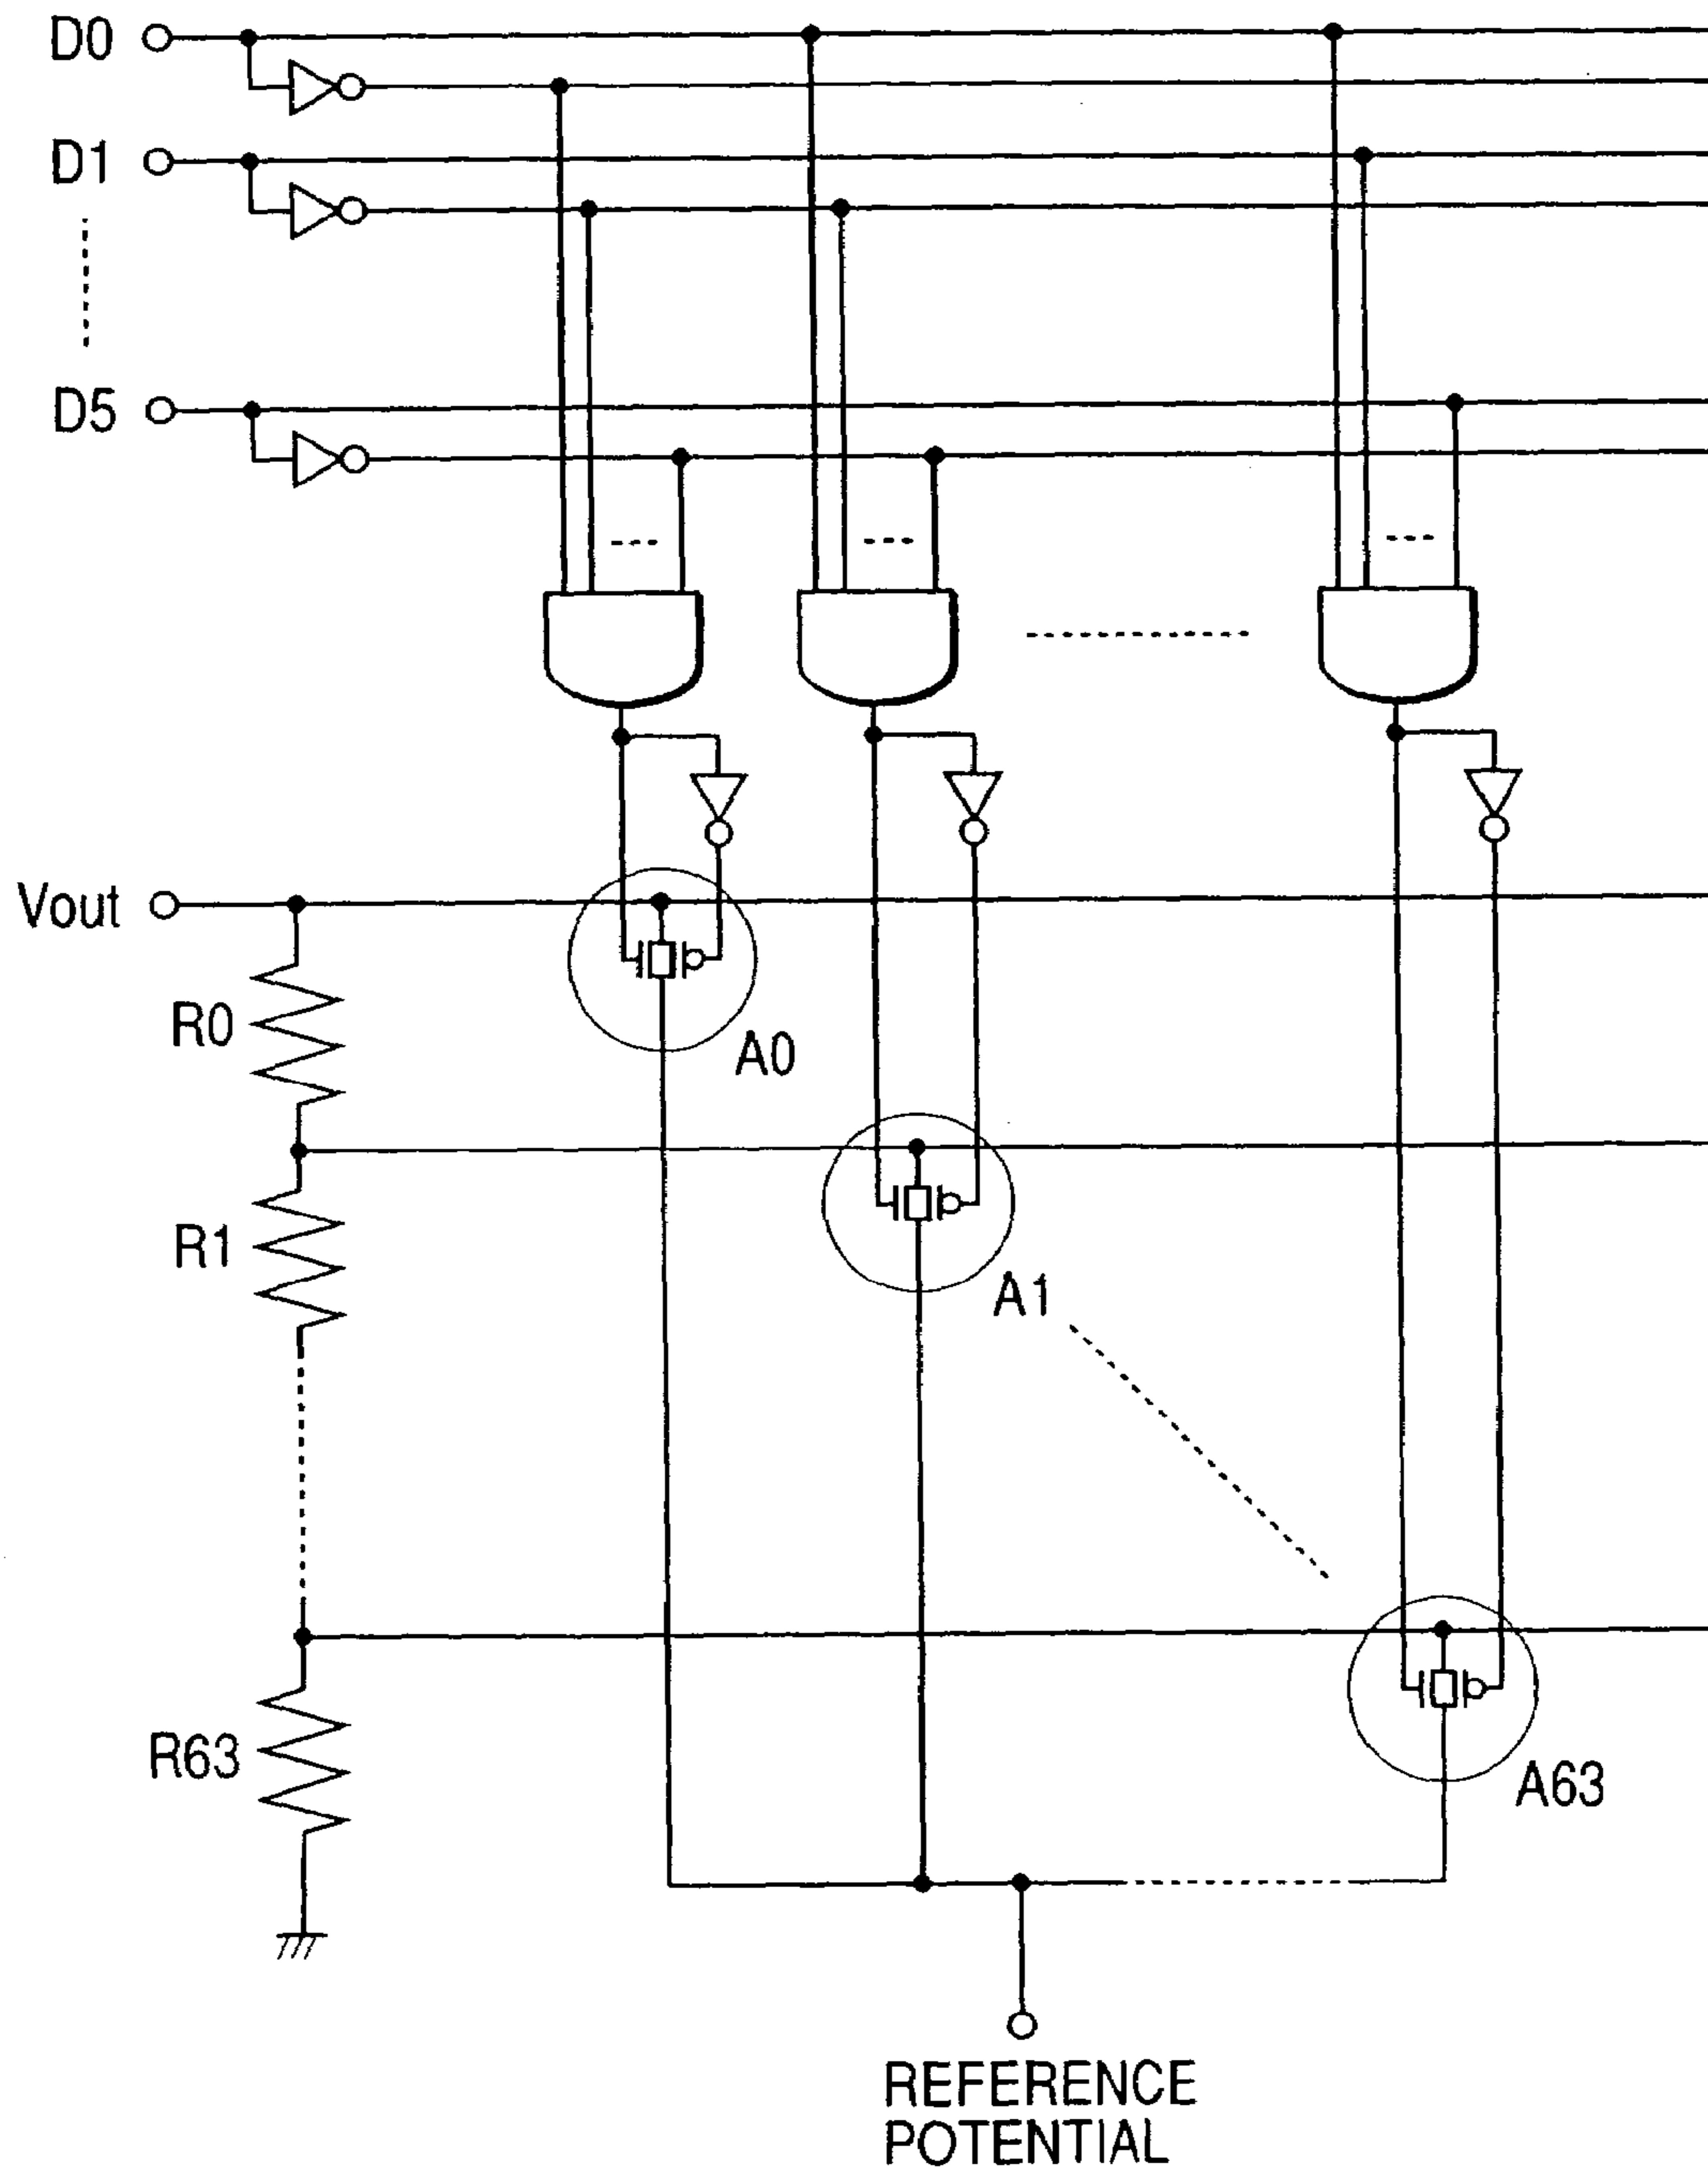 D0
D1
D5
Vout
R0
A0
R1
A1
R63
A63
REFERENCE
POTENTIAL